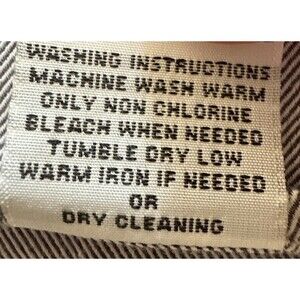 WASHING INSTRUCTIONS
MACHINE WASH WARM
ONLY NON CHLORINE
BLEACH WHEN NEEDED
TUMBLE DRY LOW
WARM IRON IF NEEDED
OR
DRY CLEANING